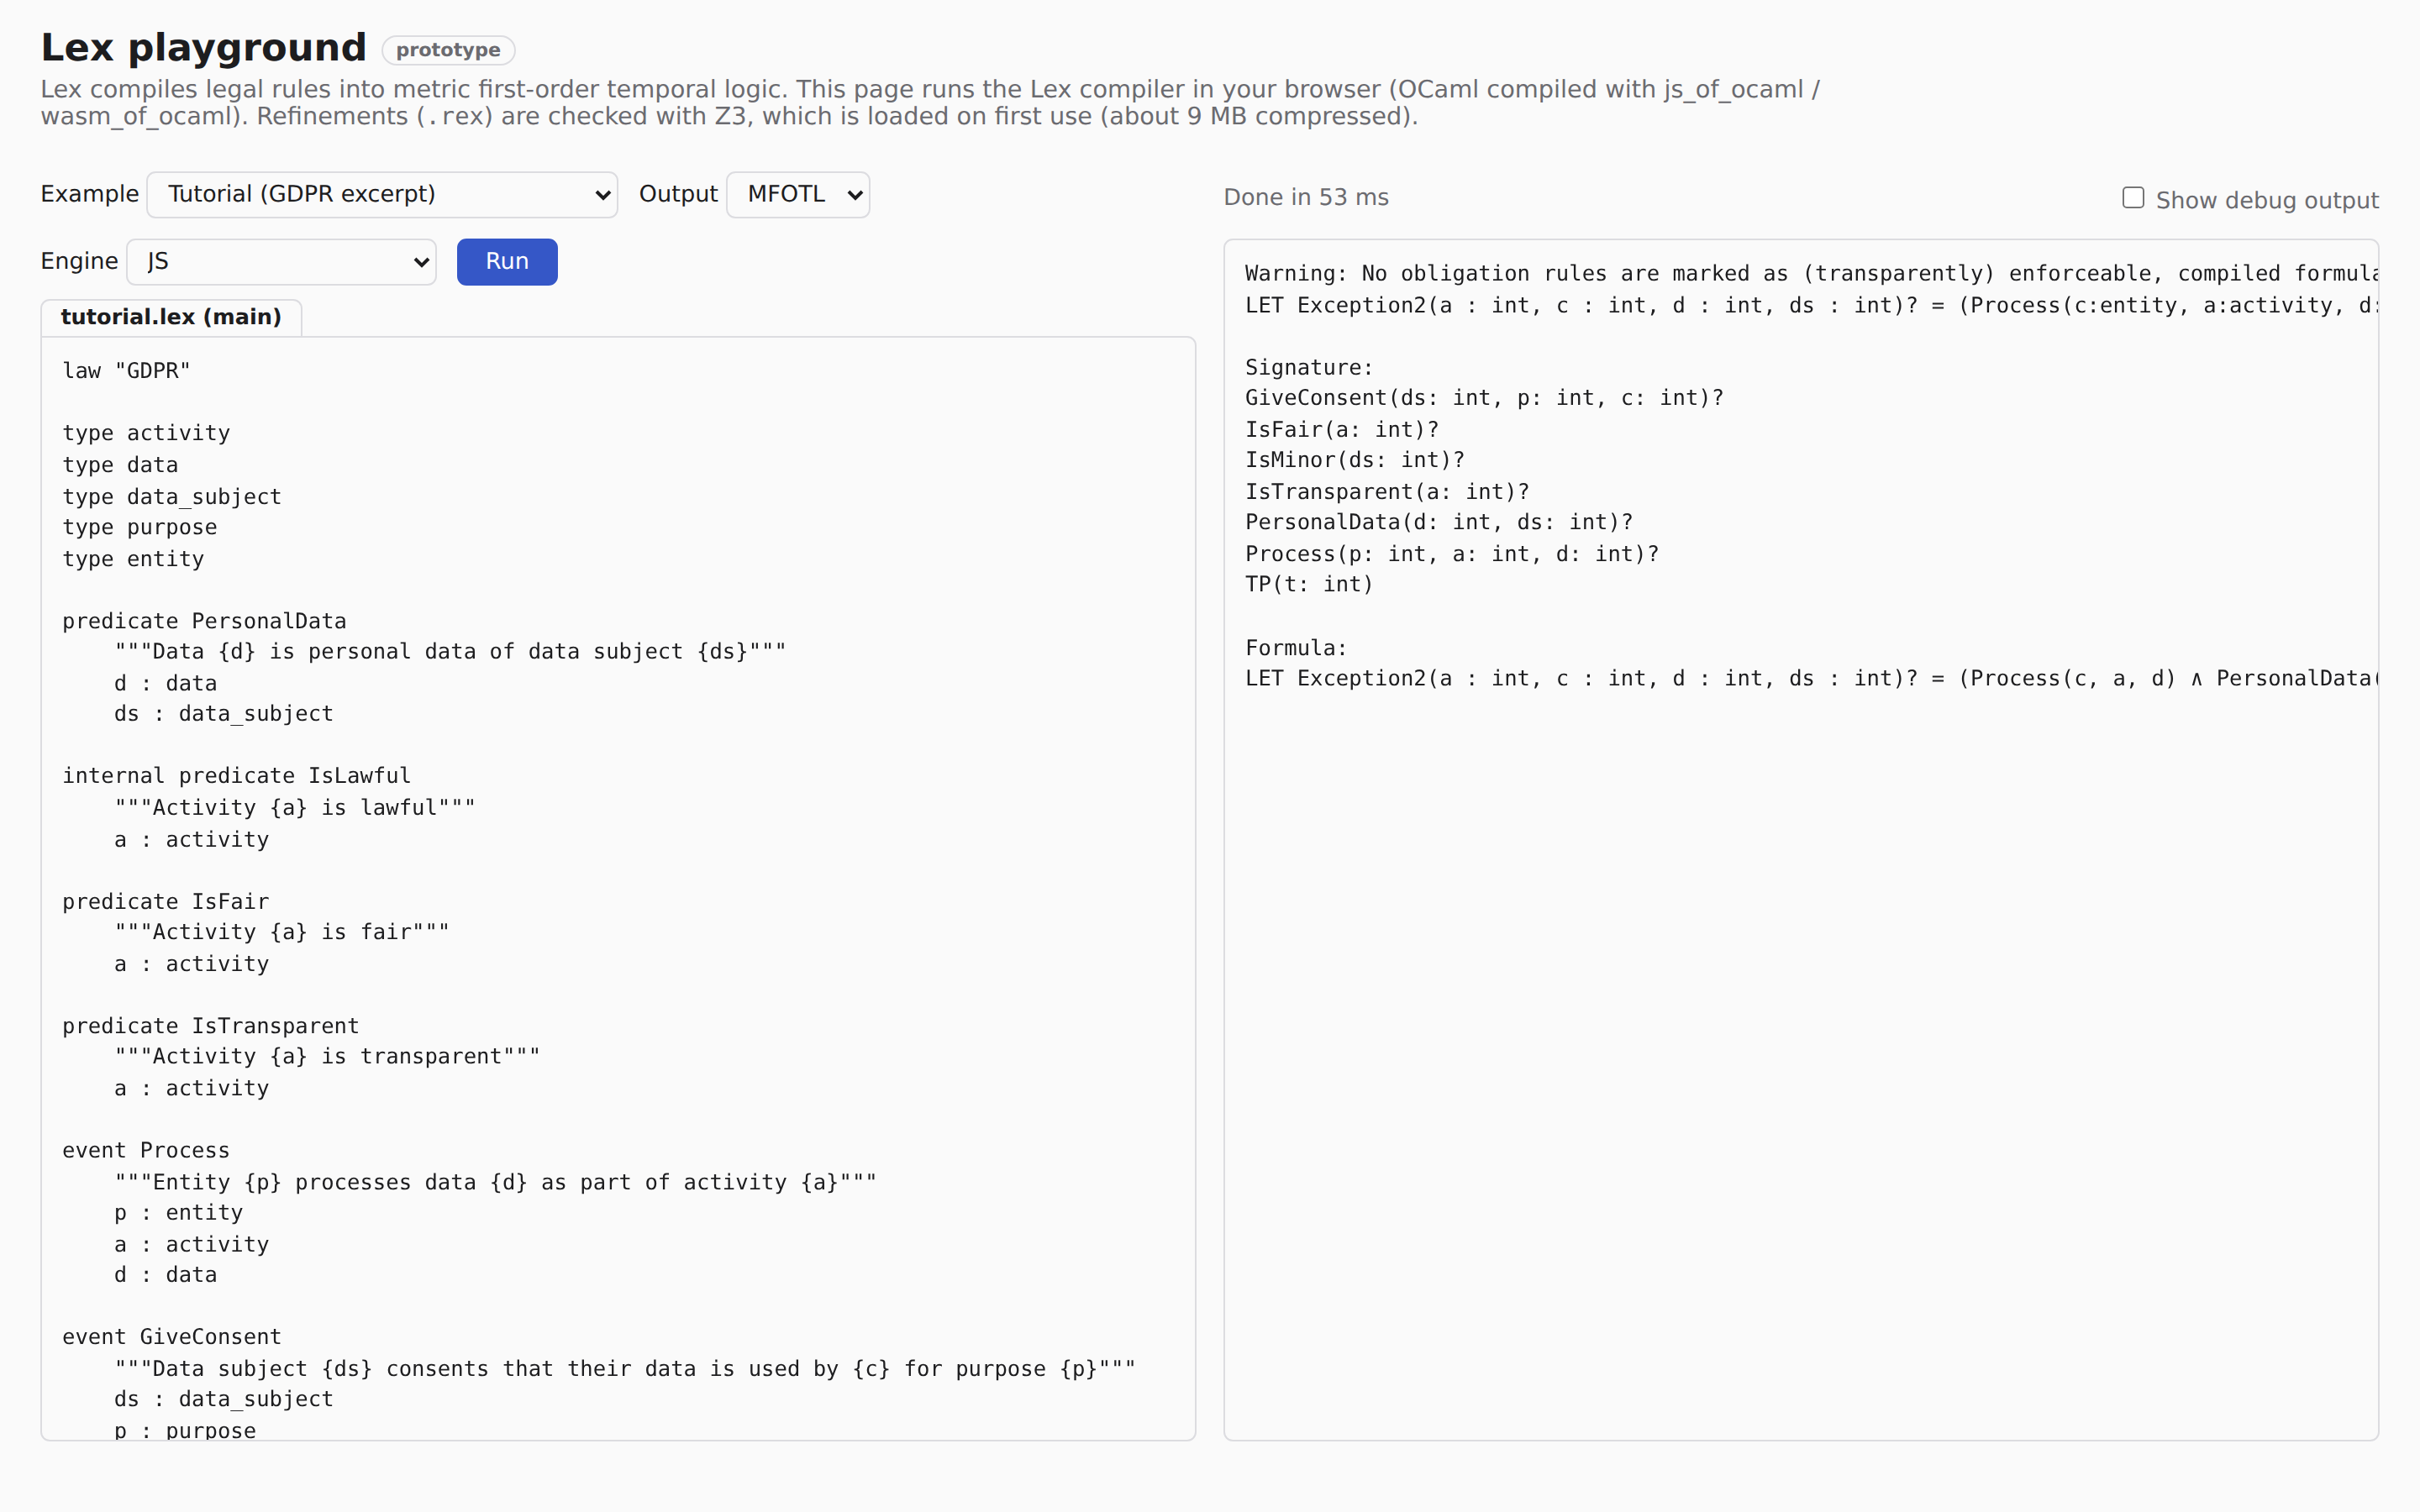 Lex playground prototype
Lex compiles legal rules into metric first-order temporal logic. This page runs the Lex compiler in your browser (OCaml compiled with js_of_ocaml /
wasm_of_ocaml). Refinements (.rex) are checked with Z3, which is loaded on first use (about 9 MB compressed).
Example Tutorial (GDPR excerpt) Output MFOTL
Engine JS Run
tutorial.lex (main)
law "GDPR"
type activity
type data
type data_subject
type purpose
type entity
predicate PersonalData
"""Data {d} is personal data of data subject {ds}"""
d : data
ds : data_subject
internal predicate IsLawful
"""Activity {a} is lawful"""
a : activity
predicate IsFair
"""Activity {a} is fair"""
a : activity
predicate IsTransparent
"""Activity {a} is transparent"""
a : activity
event Process
"""Entity {p} processes data {d} as part of activity {a}"""
p : entity
a : activity
d : data
event GiveConsent
"""Data subject {ds} consents that their data is used by {c} for purpose {p}"""
ds : data_subject
p : purpose
Done in 53 ms
Show debug output
Warning: No obligation rules are marked as (transparently) enforceable, compiled formula
LET Exception2(a : int, c : int, d : int, ds : int)? = (Process(c:entity, a:activity, d:
Signature:
GiveConsent(ds: int, p: int, c: int)?
IsFair(a: int)?
IsMinor(ds: int)?
IsTransparent(a: int)?
PersonalData(d: int, ds: int)?
Process(p: int, a: int, d: int)?
TP(t: int)
Formula:
LET Exception2(a : int, c : int, d : int, ds : int)? = (Process(c, a, d) ∧ PersonalData(